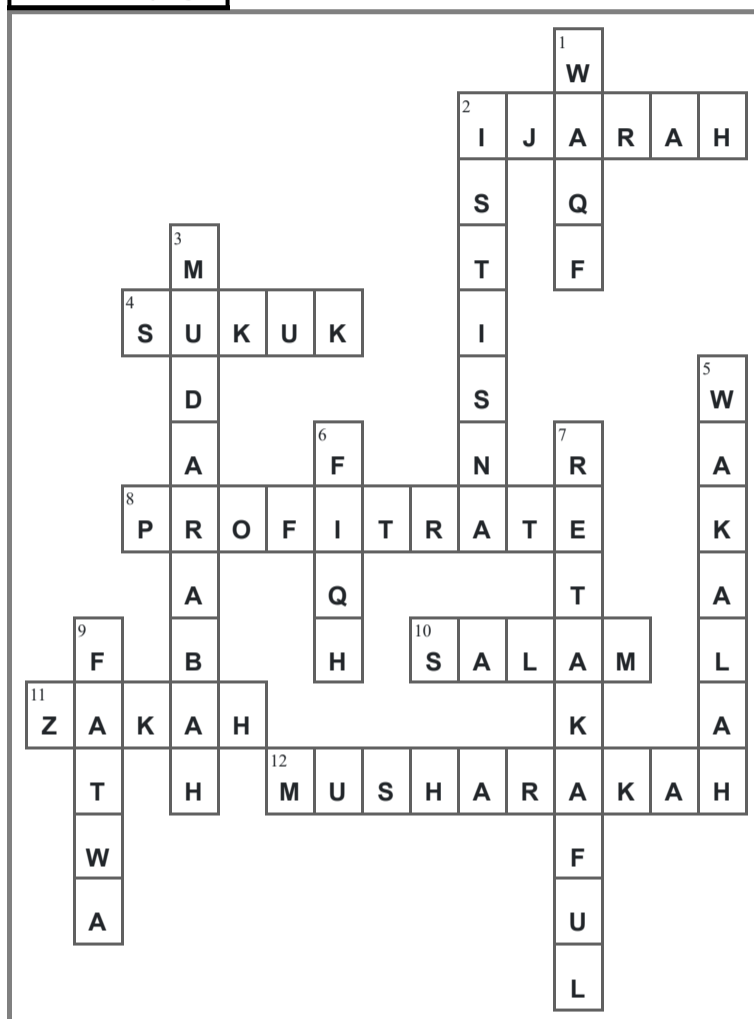 1
W
2
I J A R A H
S Q
3
M T F
4
S U K U K I
5
D S W
6 7
A F N R A
8
P R O F I T R A T E K
A Q T A
9 10
F B H S A L A M L
11
Z A K A H K A
12
T H M U S H A R A K A H
W F
A U
L